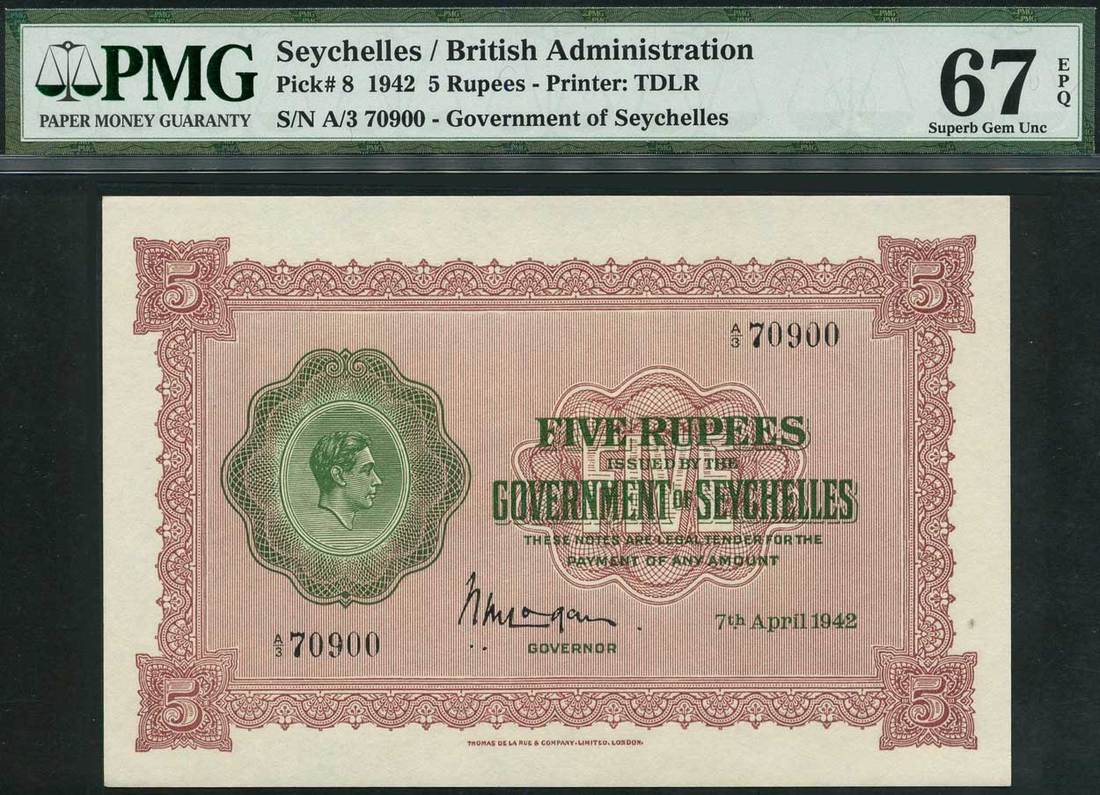 PMG
PAPER MONEY GUARANTY
Seychelles / British Administration
Pick# 8 1942 5 Rupees - Printer: TDLR
S/N A/3 70900 - Government of Seychelles
67
EPQ
Superb Gem Unc
5
5
A/3 70900
FIVE
FIVE RUPEES
ISSUED BY THE
GOVERNMENT OF SEYCHELLES
THESE NOTES ARE LEGAL TENDER FOR THE
PAYMENT OF ANY AMOUNT
7th April 1942
GOVERNOR
A/3 70900
5
5
THOMAS DE LA RUE & COMPANY, LIMITED, LONDON.